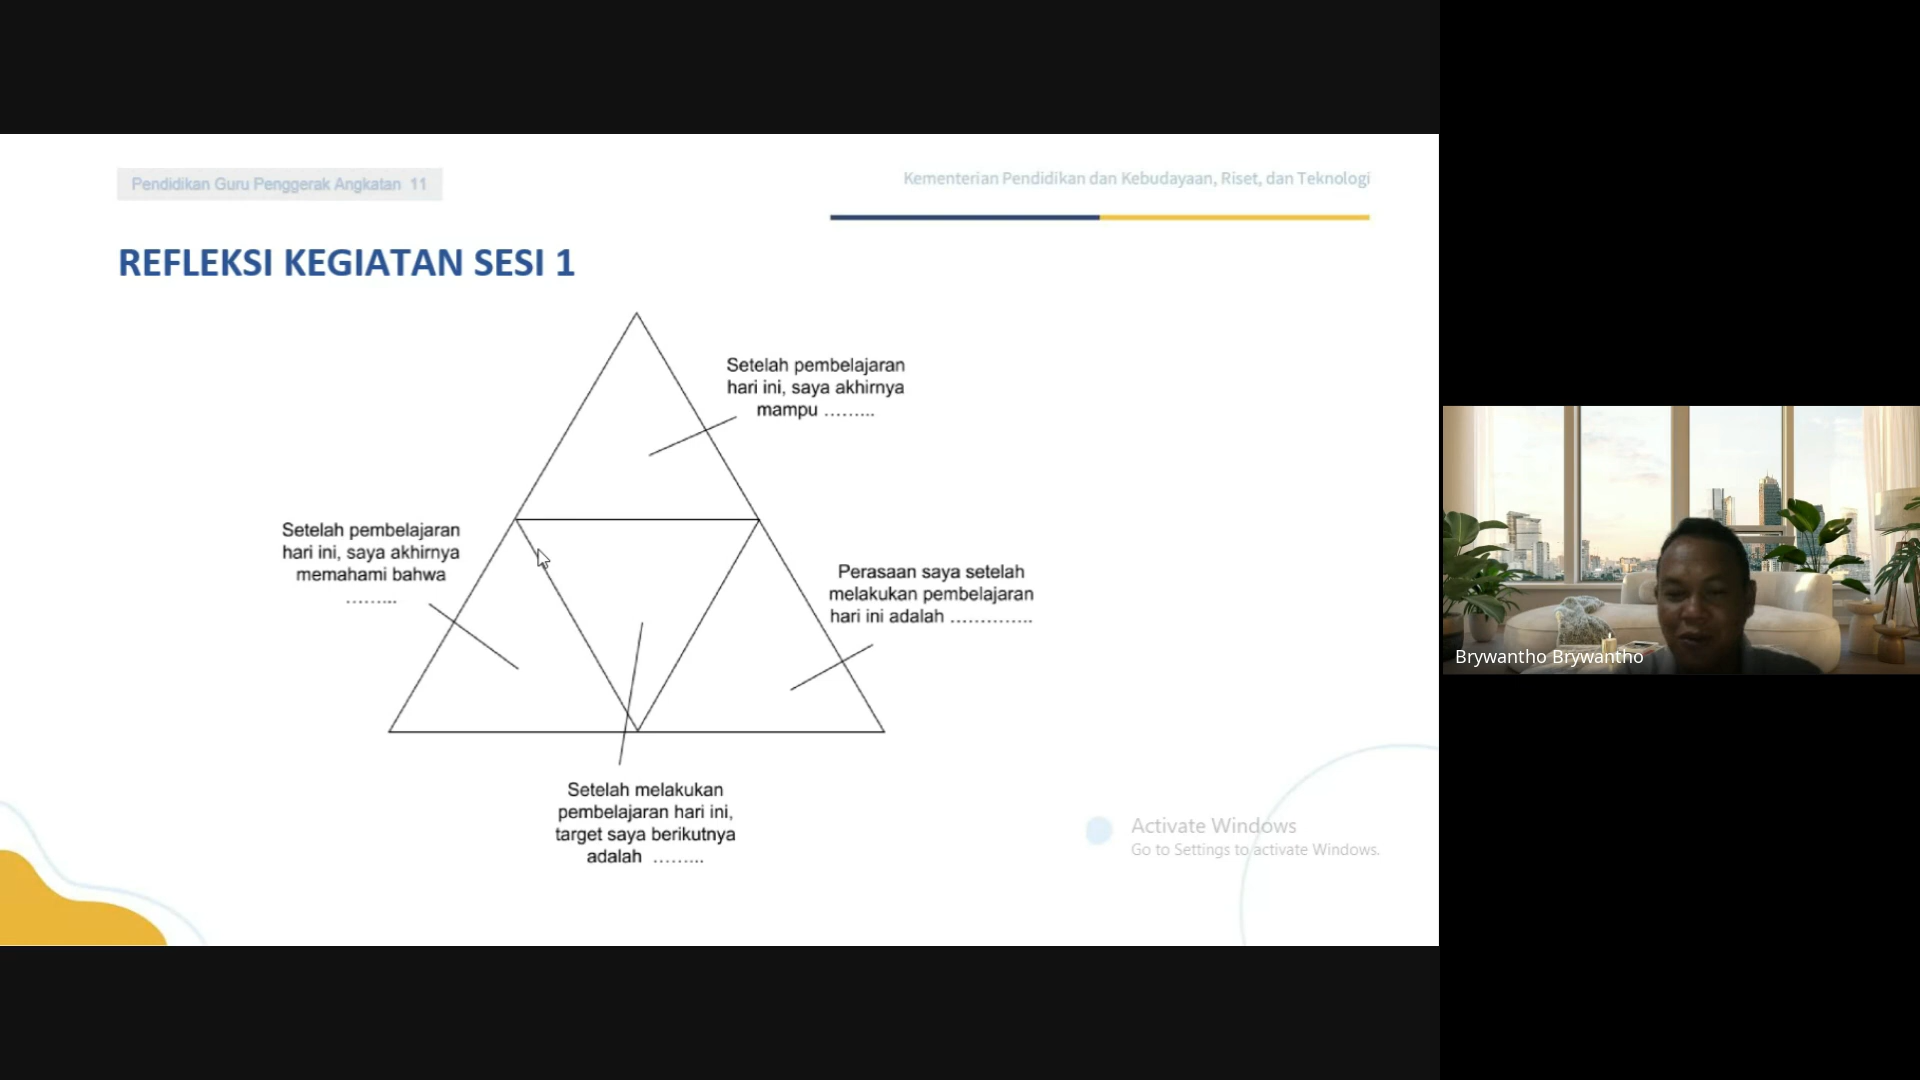 Pendidikan Guru Penggerak Angkatan 11
Kementerian Pendidikan dan Kebudayaan, Riset, dan Teknologi
REFLEKSI KEGIATAN SESI 1
Setelah pembelajaran
hari ini, saya akhirnya
mampu ………
Setelah pembelajaran
hari ini, saya akhirnya
memahami bahwa
………
Perasaan saya setelah
melakukan pembelajaran
hari ini adalah …………..
Setelah melakukan
pembelajaran hari ini,
target saya berikutnya
adalah ………
Activate Windows
Go to Settings to activate Windows.
Brywantho Brywantho